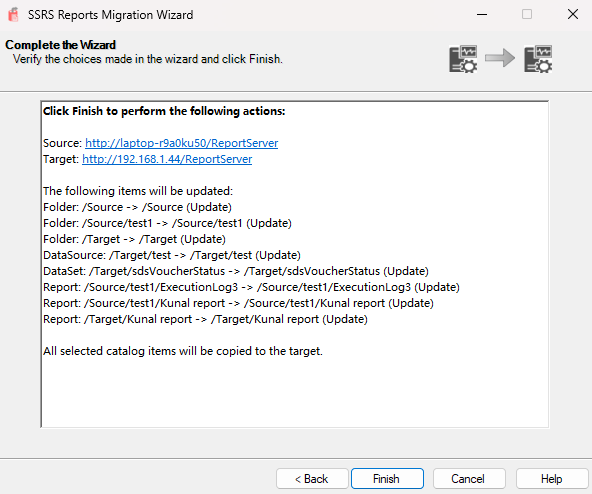 SSRS Reports Migration Wizard
Complete the Wizard
Verify the choices made in the wizard and click Finish.
Click Finish to perform the following actions:
Source: http://laptop-r9a0ku50/ReportServer
Target: http://192.168.1.44/ReportServer
The following items will be updated:
Folder: /Source -> /Source (Update)
Folder: /Source/test1 -> /Source/test1 (Update)
Folder: /Target -> /Target (Update)
DataSource: /Target/test -> /Target/test (Update)
DataSet: /Target/sdsVoucherStatus -> /Target/sdsVoucherStatus (Update)
Report: /Source/test1/ExecutionLog3 -> /Source/test1/ExecutionLog3 (Update)
Report: /Source/test1/Kunal report -> /Source/test1/Kunal report (Update)
Report: /Target/Kunal report -> /Target/Kunal report (Update)
All selected catalog items will be copied to the target.
< Back Finish Cancel Help